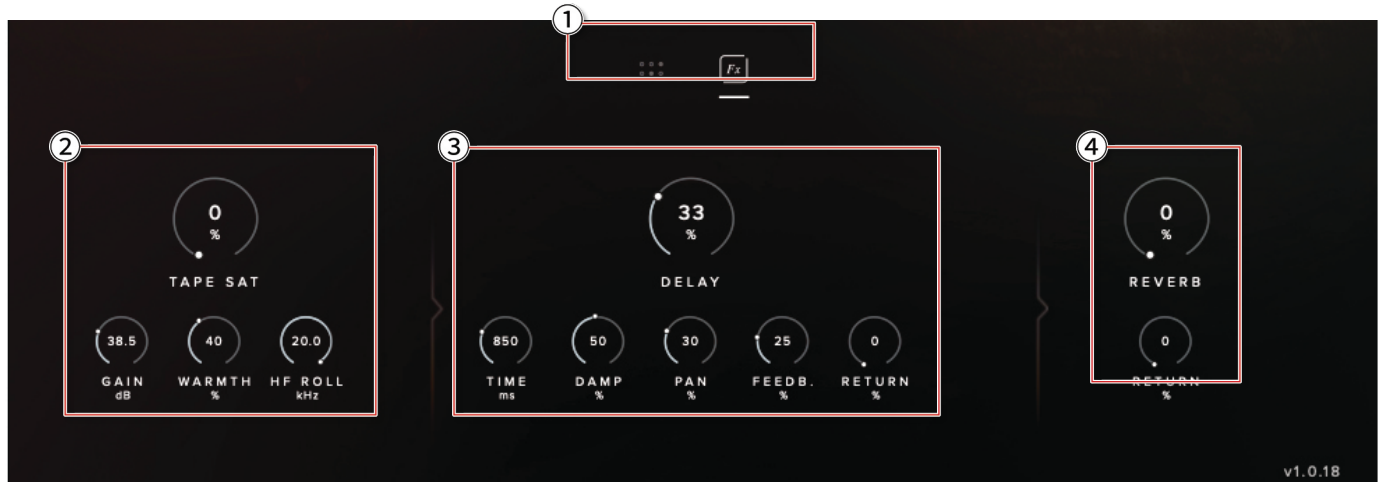 1
Fx
2
3
4
0
%
TAPE SAT
38.5
GAIN
dB
40
WARMTH
%
20.0
HF ROLL
kHz
33
%
DELAY
850
TIME
ms
50
DAMP
%
30
PAN
%
25
FEEDB.
%
0
RETURN
%
0
%
REVERB
0
RETURN
%
v1.0.18